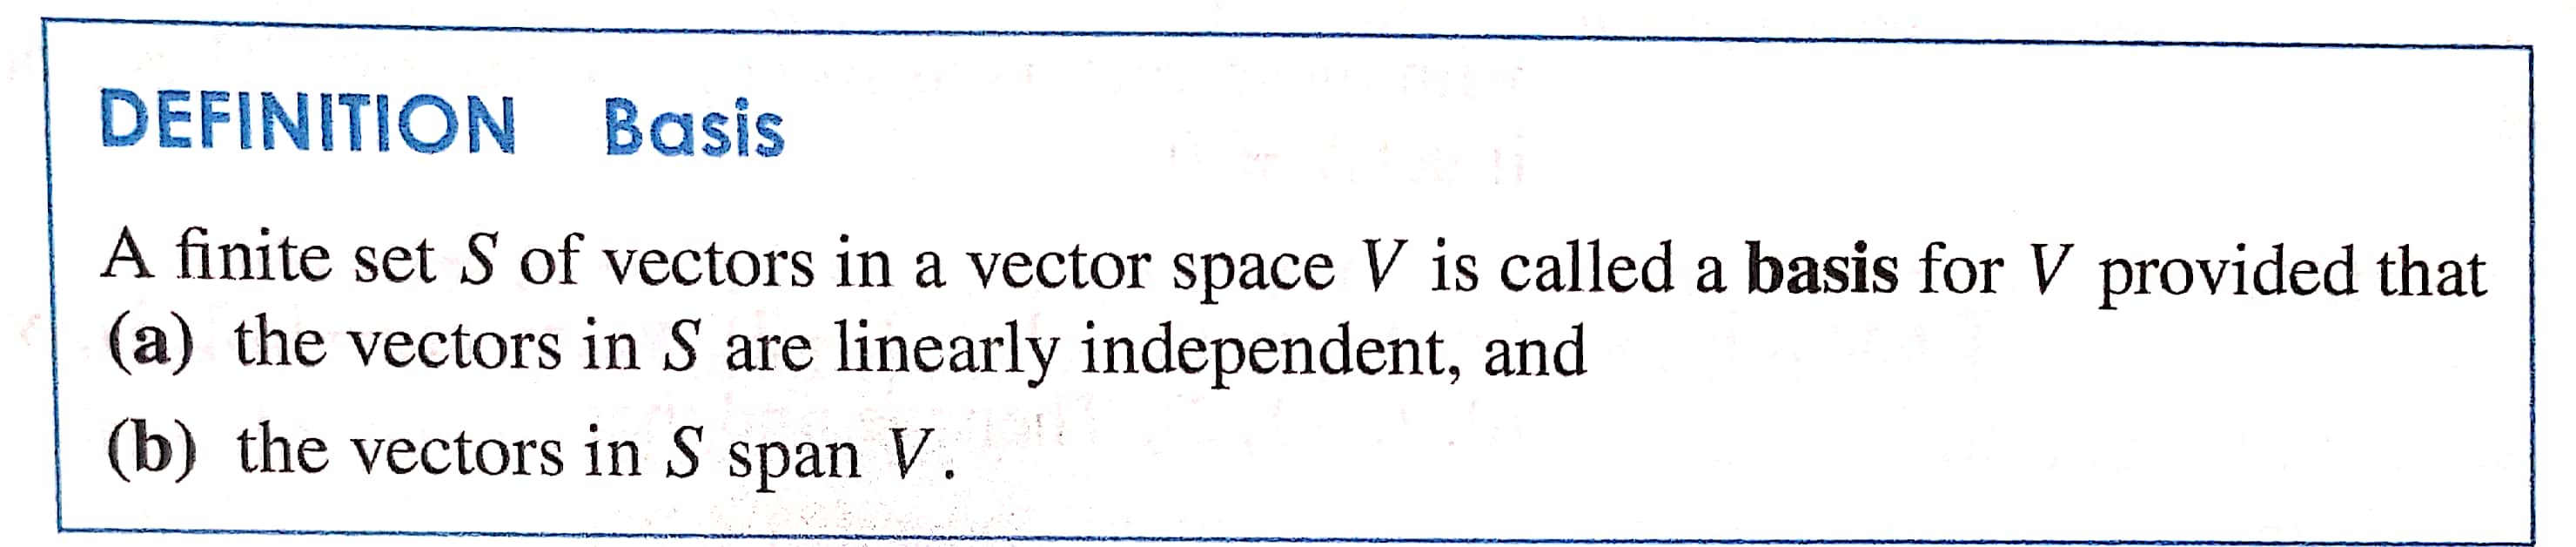 DEFINITION Basis
A finite set S of vectors in a vector space V is called a basis for V provided that
(a) the vectors in S are linearly independent, and
(b) the vectors in S span V.